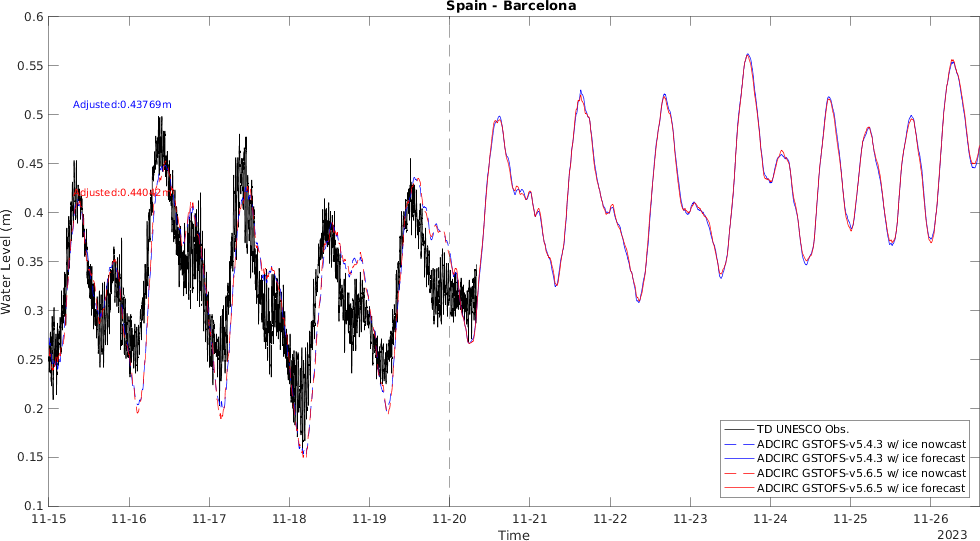 Spain - Barcelona
0.6
0.55
0.5
0.45
0.4
0.35
0.3
0.25
0.2
0.15
0.1
Water Level (m)
Adjusted:0.43769m
TD UNESCO Obs.
ADCIRC GSTOFS-v5.4.3 w/ ice nowcast
ADCIRC GSTOFS-v5.4.3 w/ ice forecast
ADCIRC GSTOFS-v5.6.5 w/ ice nowcast
ADCIRC GSTOFS-v5.6.5 w/ ice forecast
11-15 11-16 11-17 11-18 11-19 11-20 11-21 11-22 11-23 11-24 11-25 11-26
Time
2023